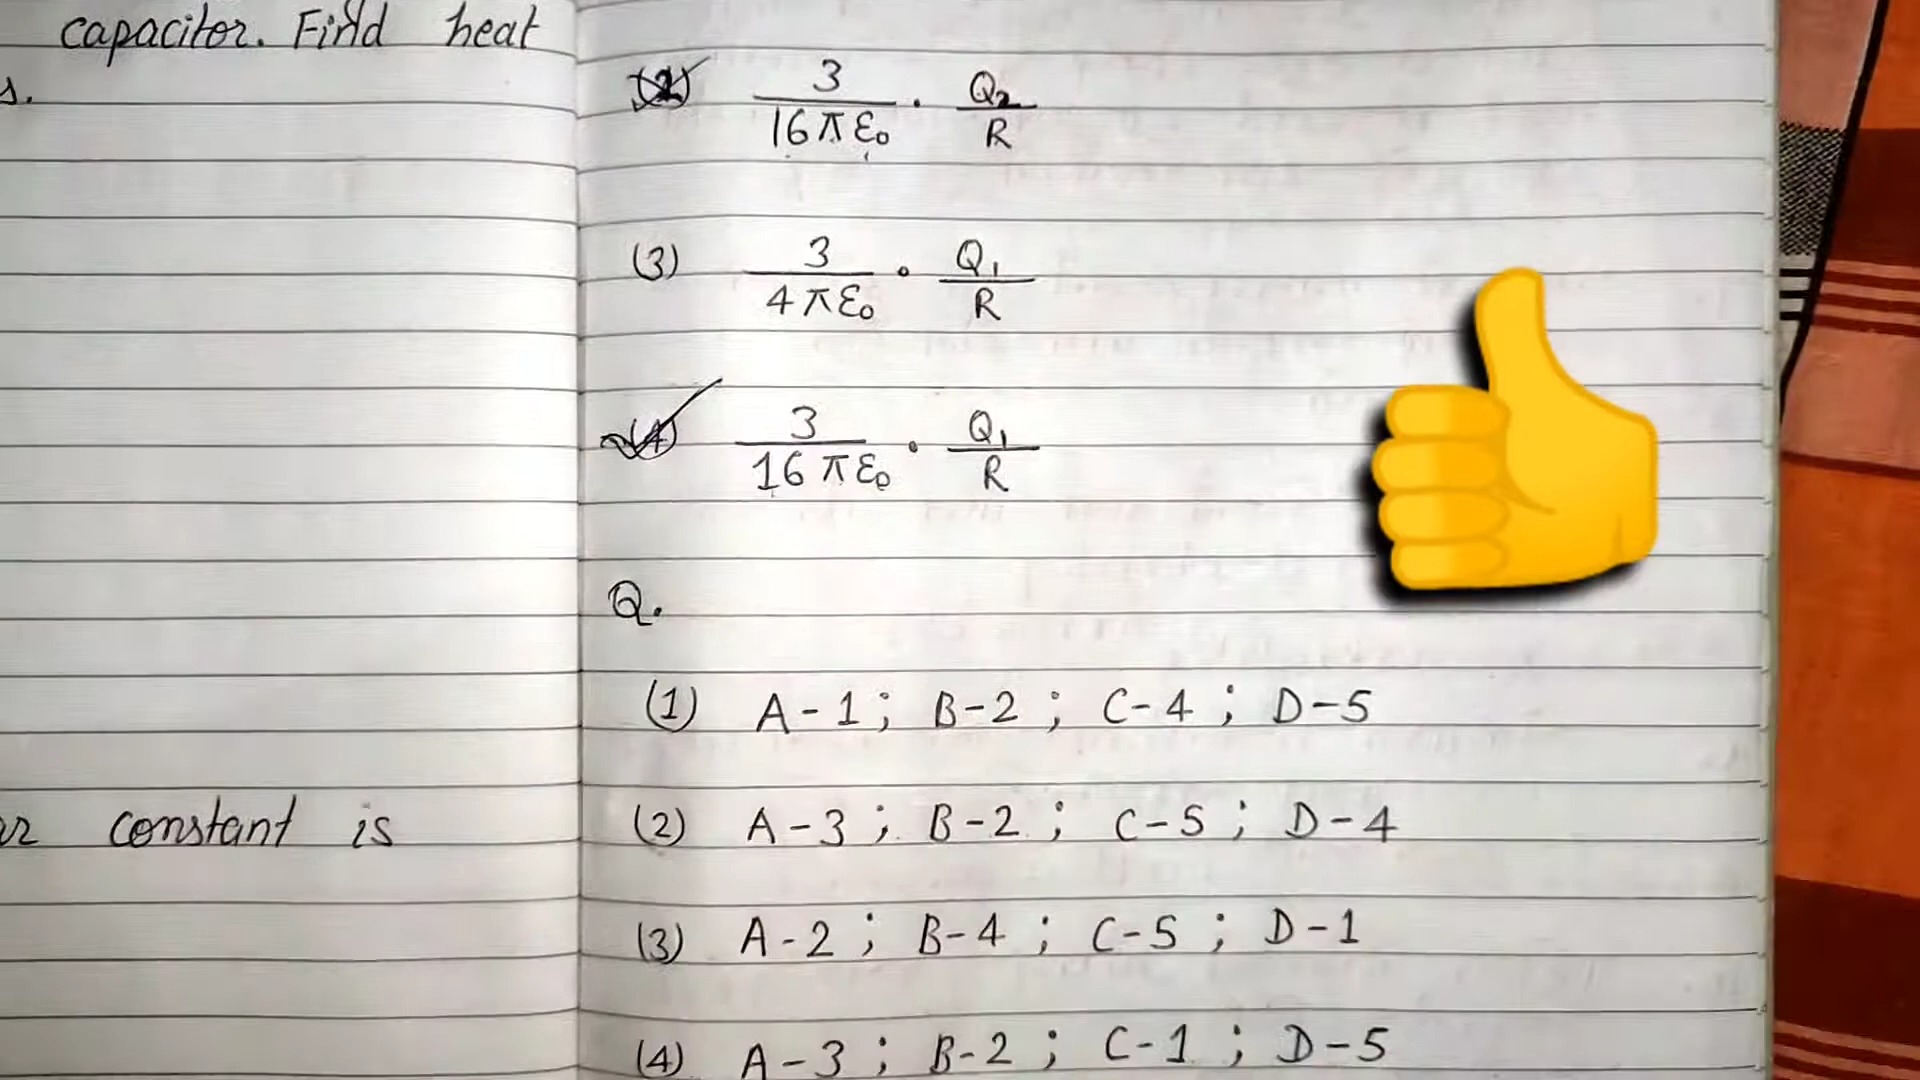 capacitor. Find heat
s.
constant is
(2) 3/16πε₀ · Q₂/R
(3) 3/4πε₀ · Q₁/R
(4) 3/16πε₀ · Q₁/R
Q.
(1) A-1; B-2; C-4; D-5
(2) A-3; B-2; C-5; D-4
(3) A-2; B-4; C-5; D-1
(4) A-3; B-2; C-1; D-5